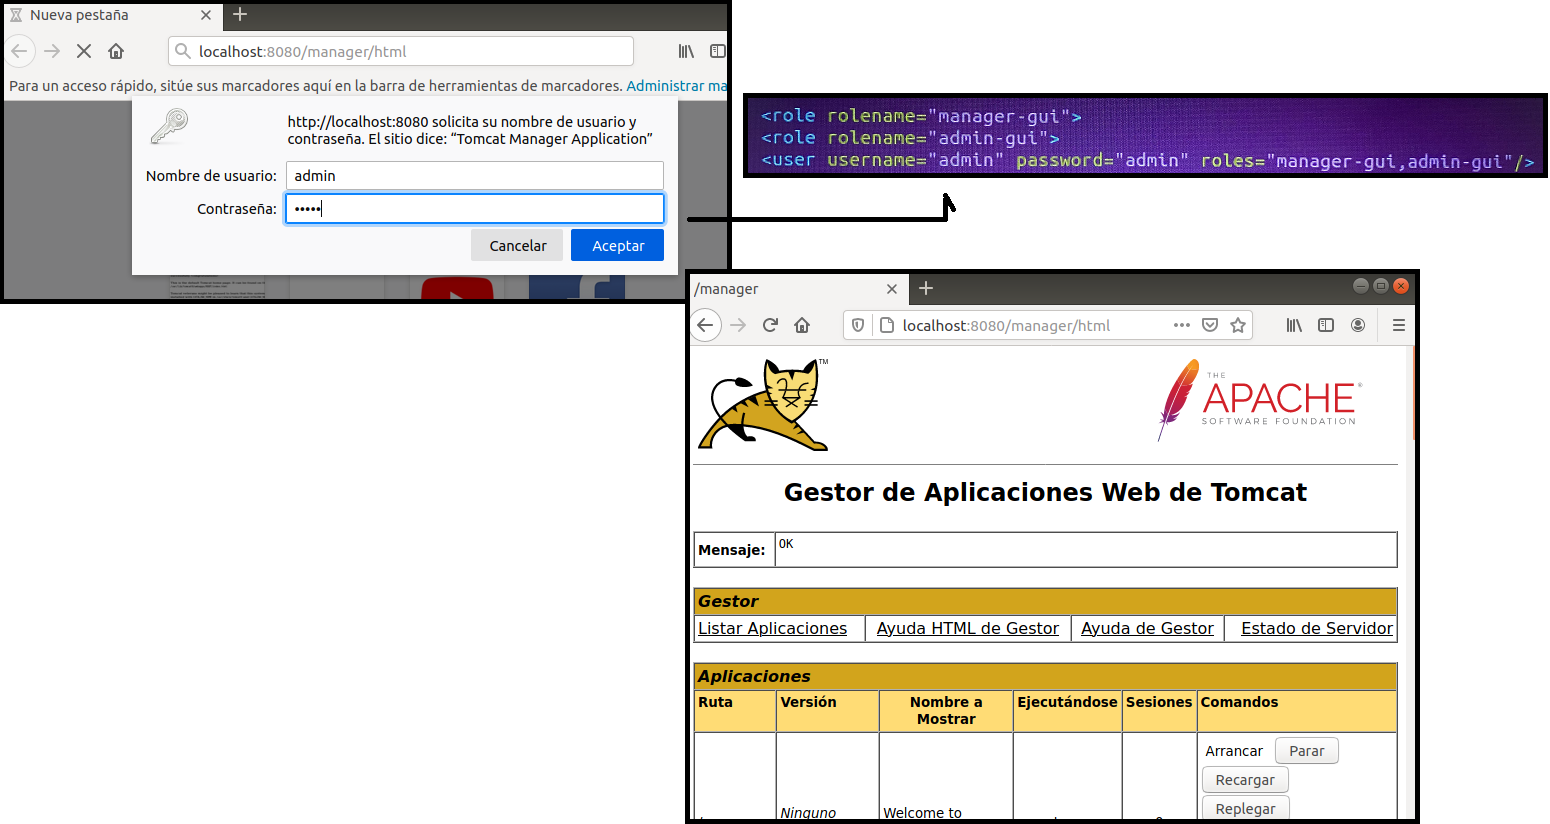 Nueva pestaña
localhost:8080/manager/html
Para un acceso rápido, sitúe sus marcadores aquí en la barra de herramientas de marcadores. Administrar ma
http://localhost:8080 solicita su nombre de usuario y
contraseña. El sitio dice: “Tomcat Manager Application”
Nombre de usuario: admin
Contraseña: •••••
Cancelar Aceptar
<role rolename="manager-gui">
<role rolename="admin-gui">
<user username="admin" password="admin" roles="manager-gui,admin-gui"/>
/manager
localhost:8080/manager/html
TM
THE
APACHE®
SOFTWARE FOUNDATION
Gestor de Aplicaciones Web de Tomcat
Mensaje: OK
Gestor
Listar Aplicaciones Ayuda HTML de Gestor Ayuda de Gestor Estado de Servidor
Aplicaciones
Ruta Versión Nombre a Ejecutándose Sesiones Comandos
Mostrar
Arrancar Parar
Recargar
Replegar
Ninguno Welcome to